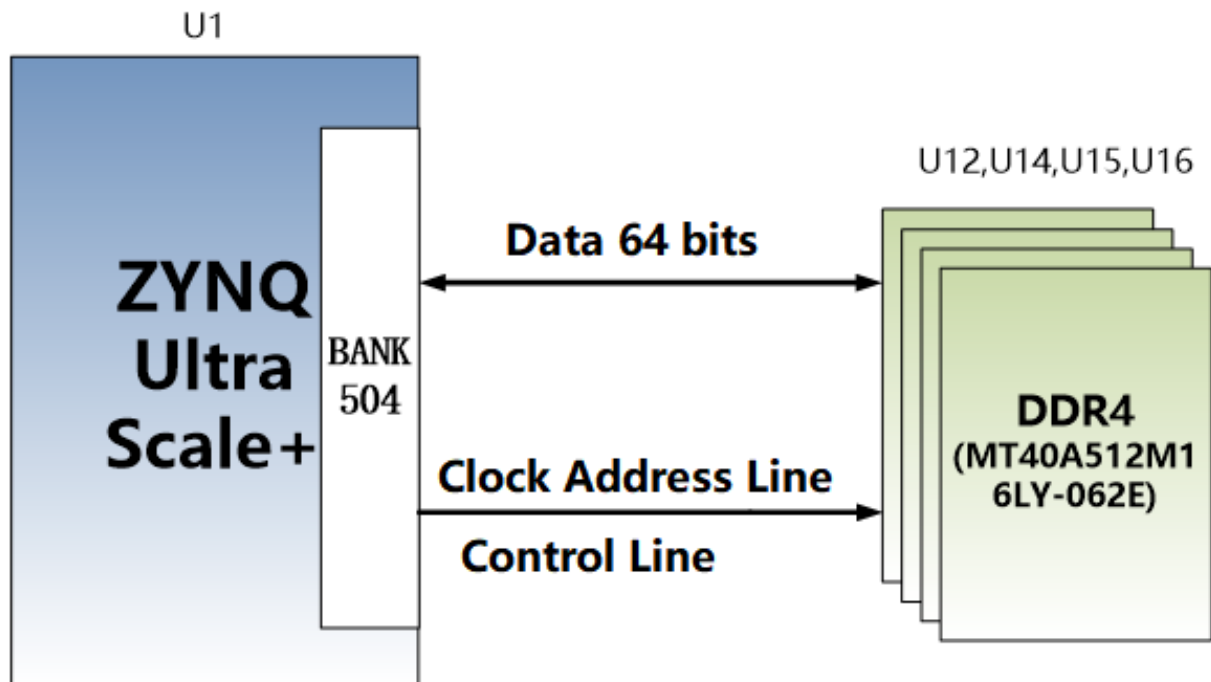 U1
ZYNQ
Ultra
Scale+
BANK
504
Data 64 bits
Clock Address Line
Control Line
U12,U14,U15,U16
DDR4
(MT40A512M1
6LY-062E)